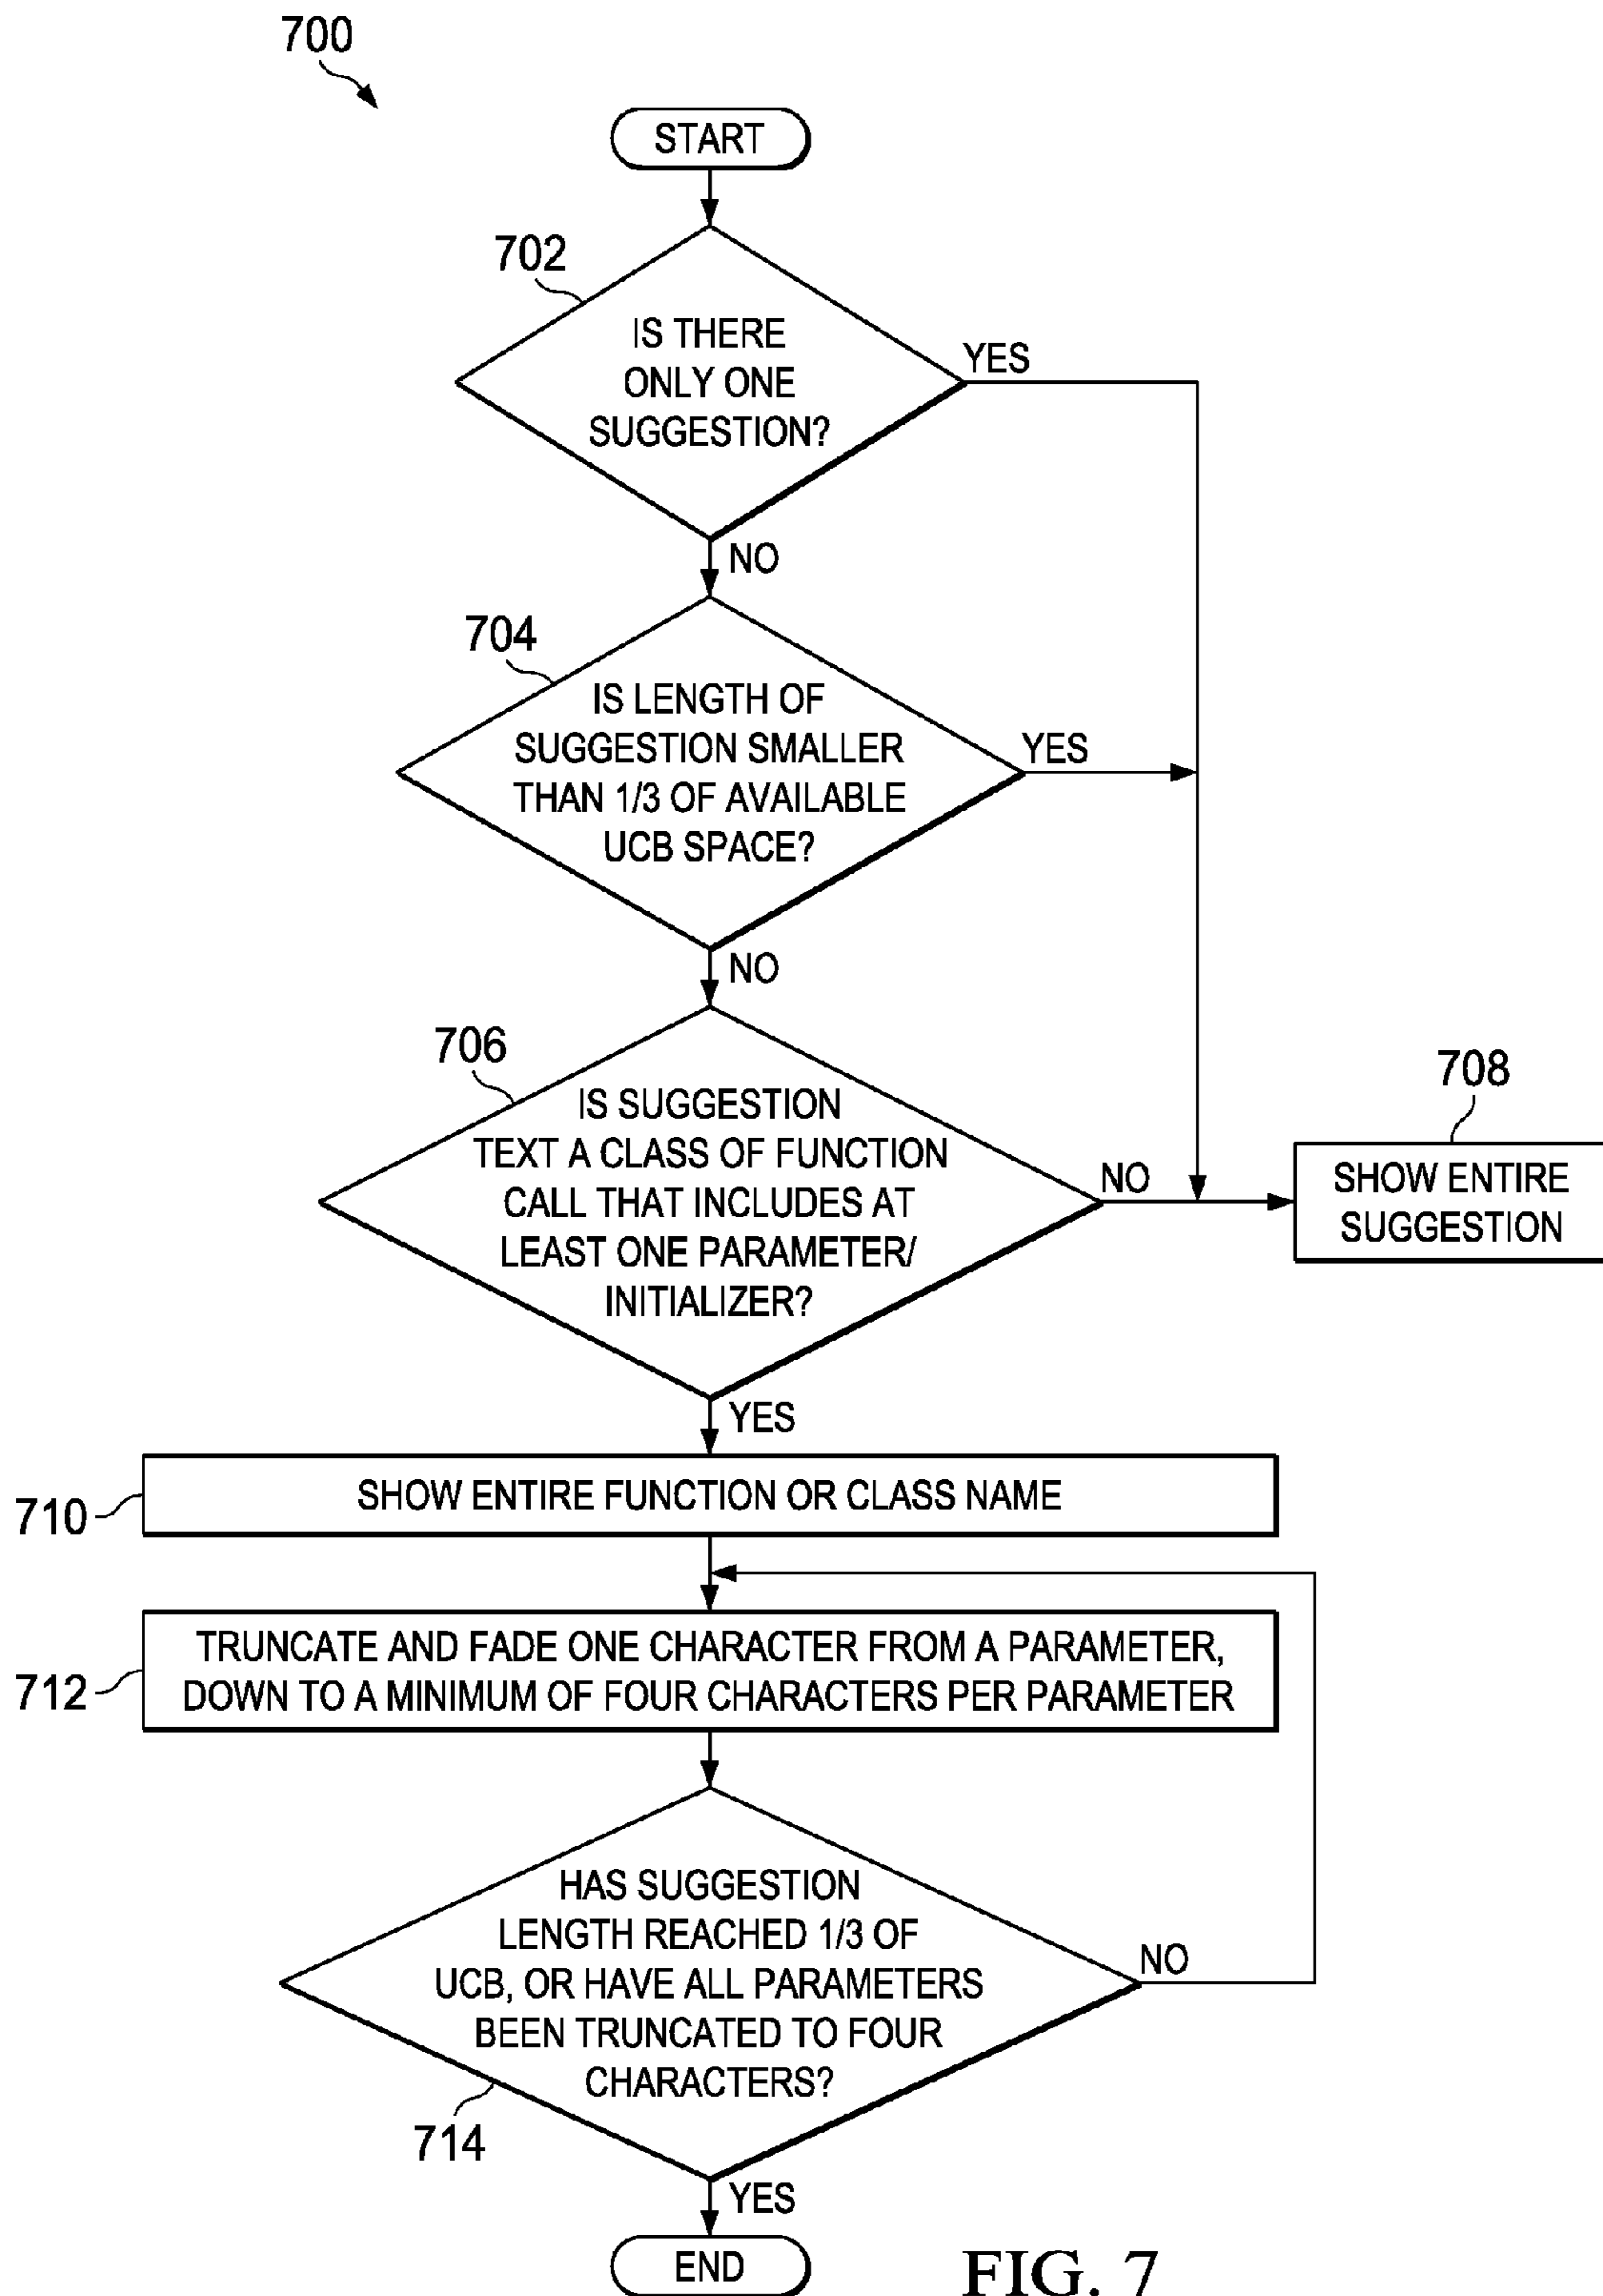 700
START
702
IS THERE
ONLY ONE
SUGGESTION?
YES
NO
704
IS LENGTH OF
SUGGESTION SMALLER
THAN 1/3 OF AVAILABLE
UCB SPACE?
YES
NO
706
IS SUGGESTION
TEXT A CLASS OF FUNCTION
CALL THAT INCLUDES AT
LEAST ONE PARAMETER/
INITIALIZER?
NO
708
SHOW ENTIRE
SUGGESTION
YES
710
SHOW ENTIRE FUNCTION OR CLASS NAME
712
TRUNCATE AND FADE ONE CHARACTER FROM A PARAMETER,
DOWN TO A MINIMUM OF FOUR CHARACTERS PER PARAMETER
HAS SUGGESTION
LENGTH REACHED 1/3 OF
UCB, OR HAVE ALL PARAMETERS
BEEN TRUNCATED TO FOUR
CHARACTERS?
NO
714
YES
END
FIG. 7